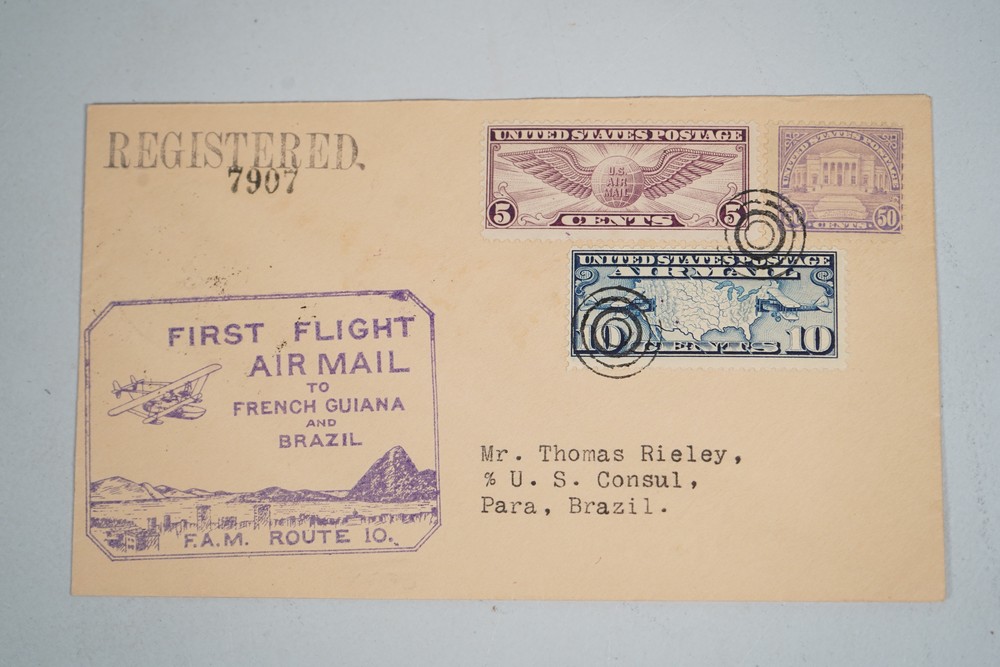 REGISTERED.
7907
UNITED STATES POSTAGE
U.S.
AIR
MAIL
5 CENTS 5
UNITED STATES POSTAGE
CENTS 50
UNITED STATES POSTAGE
AIR MAIL
10 CENTS 10
FIRST FLIGHT
AIR MAIL
TO
FRENCH GUIANA
AND
BRAZIL
F.A.M. ROUTE 10.
Mr. Thomas Rieley,
% U. S. Consul,
Para, Brazil.